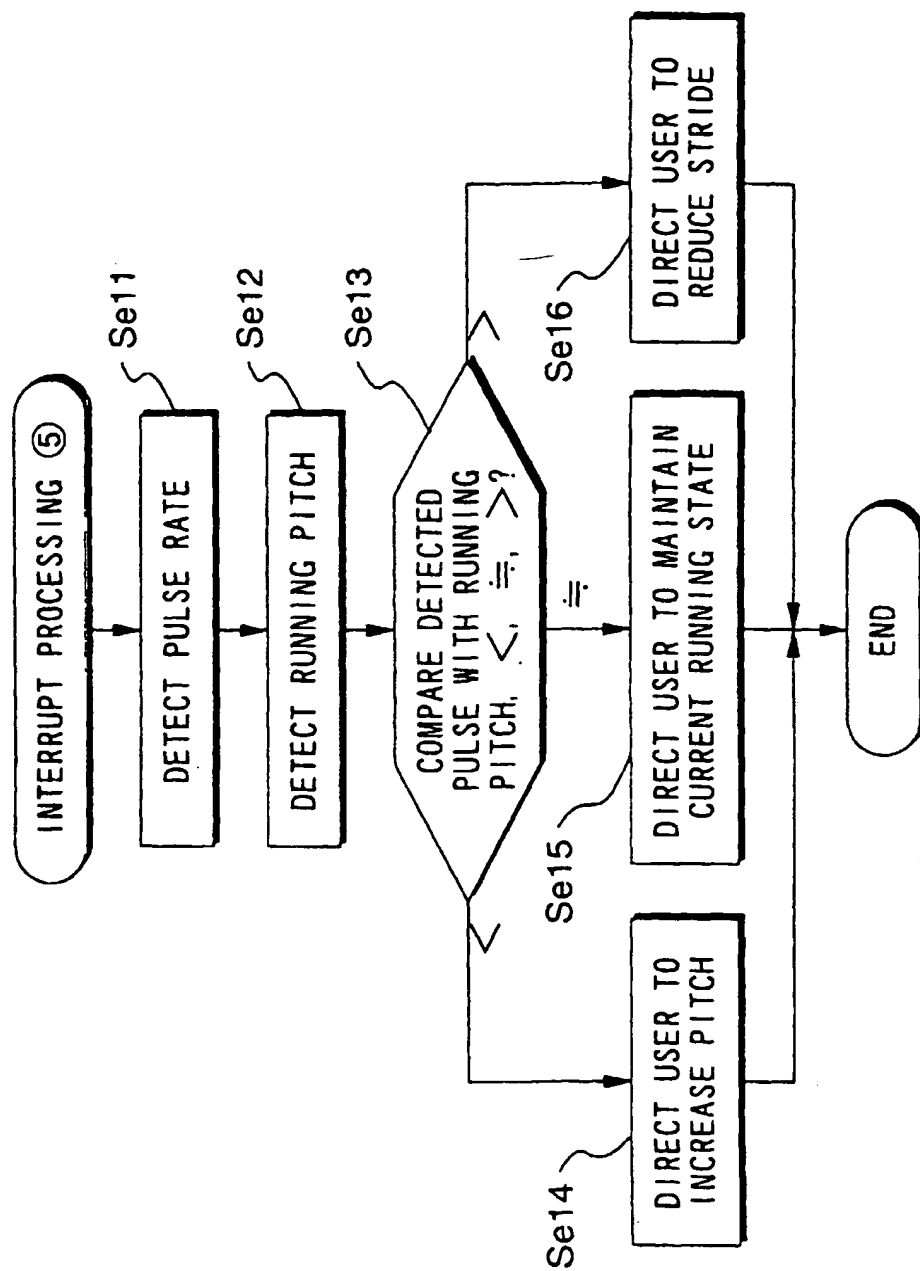 INTERRUPT PROCESSING ⑤
Se11
DETECT PULSE RATE
Se12
DETECT RUNNING PITCH
Se13
COMPARE DETECTED
PULSE WITH RUNNING
PITCH, <, ≒, >?
<
≒
>
Se14
DIRECT USER TO
INCREASE PITCH
Se15
DIRECT USER TO MAINTAIN
CURRENT RUNNING STATE
Se16
DIRECT USER TO
REDUCE STRIDE
END